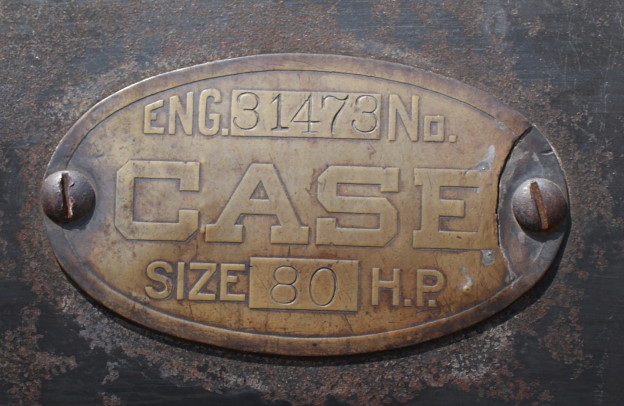 ENG. 31473 No.
CASE
SIZE 80 H.P.